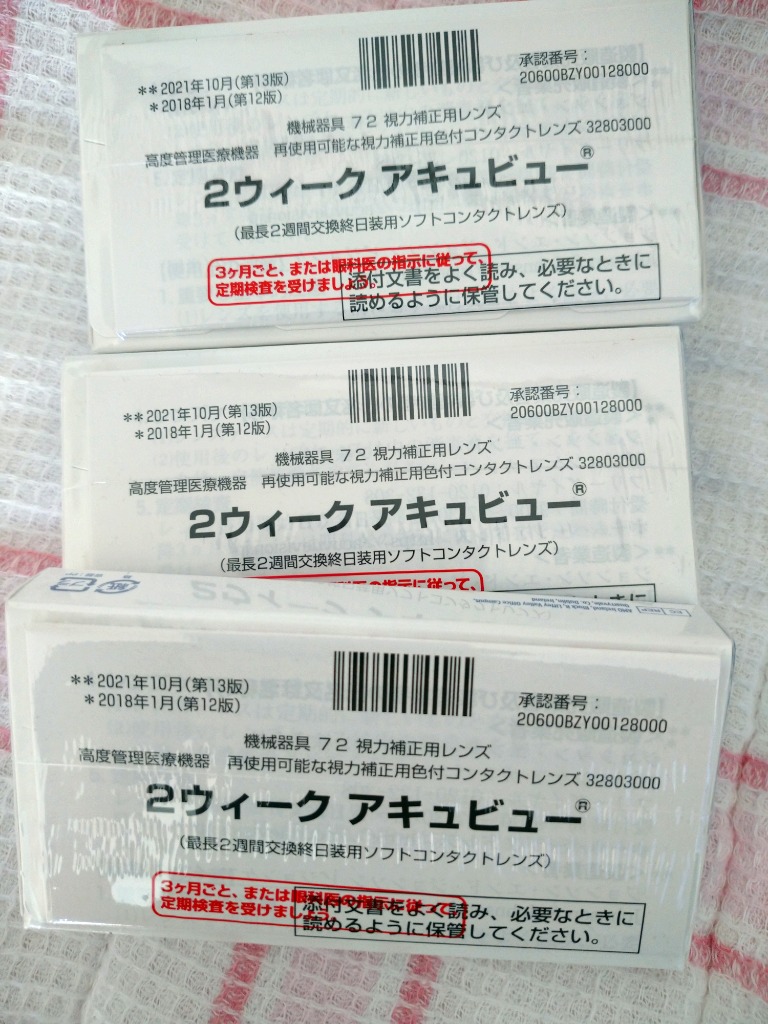 **2021年10月(第13版)
*2018年1月(第12版)
承認番号:
20600BZY00128000
機械器具 72 視力補正用レンズ
高度管理医療機器 再使用可能な視力補正用色付コンタクトレンズ 32803000
2ウィーク アキュビュー®
(最長2週間交換終日装用ソフトコンタクトレンズ)
3ヶ月ごと、または眼科医の指示に従って、
定期検査を受けましょう。
添付文書をよく読み、必要なときに
読めるように保管してください。
**2021年10月(第13版)
*2018年1月(第12版)
承認番号:
20600BZY00128000
機械器具 72 視力補正用レンズ
高度管理医療機器 再使用可能な視力補正用色付コンタクトレンズ 32803000
2ウィーク アキュビュー®
(最長2週間交換終日装用ソフトコンタクトレンズ)
の指示に従って、
ときに
紙
プラ
**2021年10月(第13版)
*2018年1月(第12版)
承認番号:
20600BZY00128000
機械器具 72 視力補正用レンズ
高度管理医療機器 再使用可能な視力補正用色付コンタクトレンズ 32803000
2ウィーク アキュビュー®
(最長2週間交換終日装用ソフトコンタクトレンズ)
3ヶ月ごと、または眼科医の指示に従って、
定期検査を受けましょう。
添付文書をよく読み、必要なときに
読めるように保管してください。